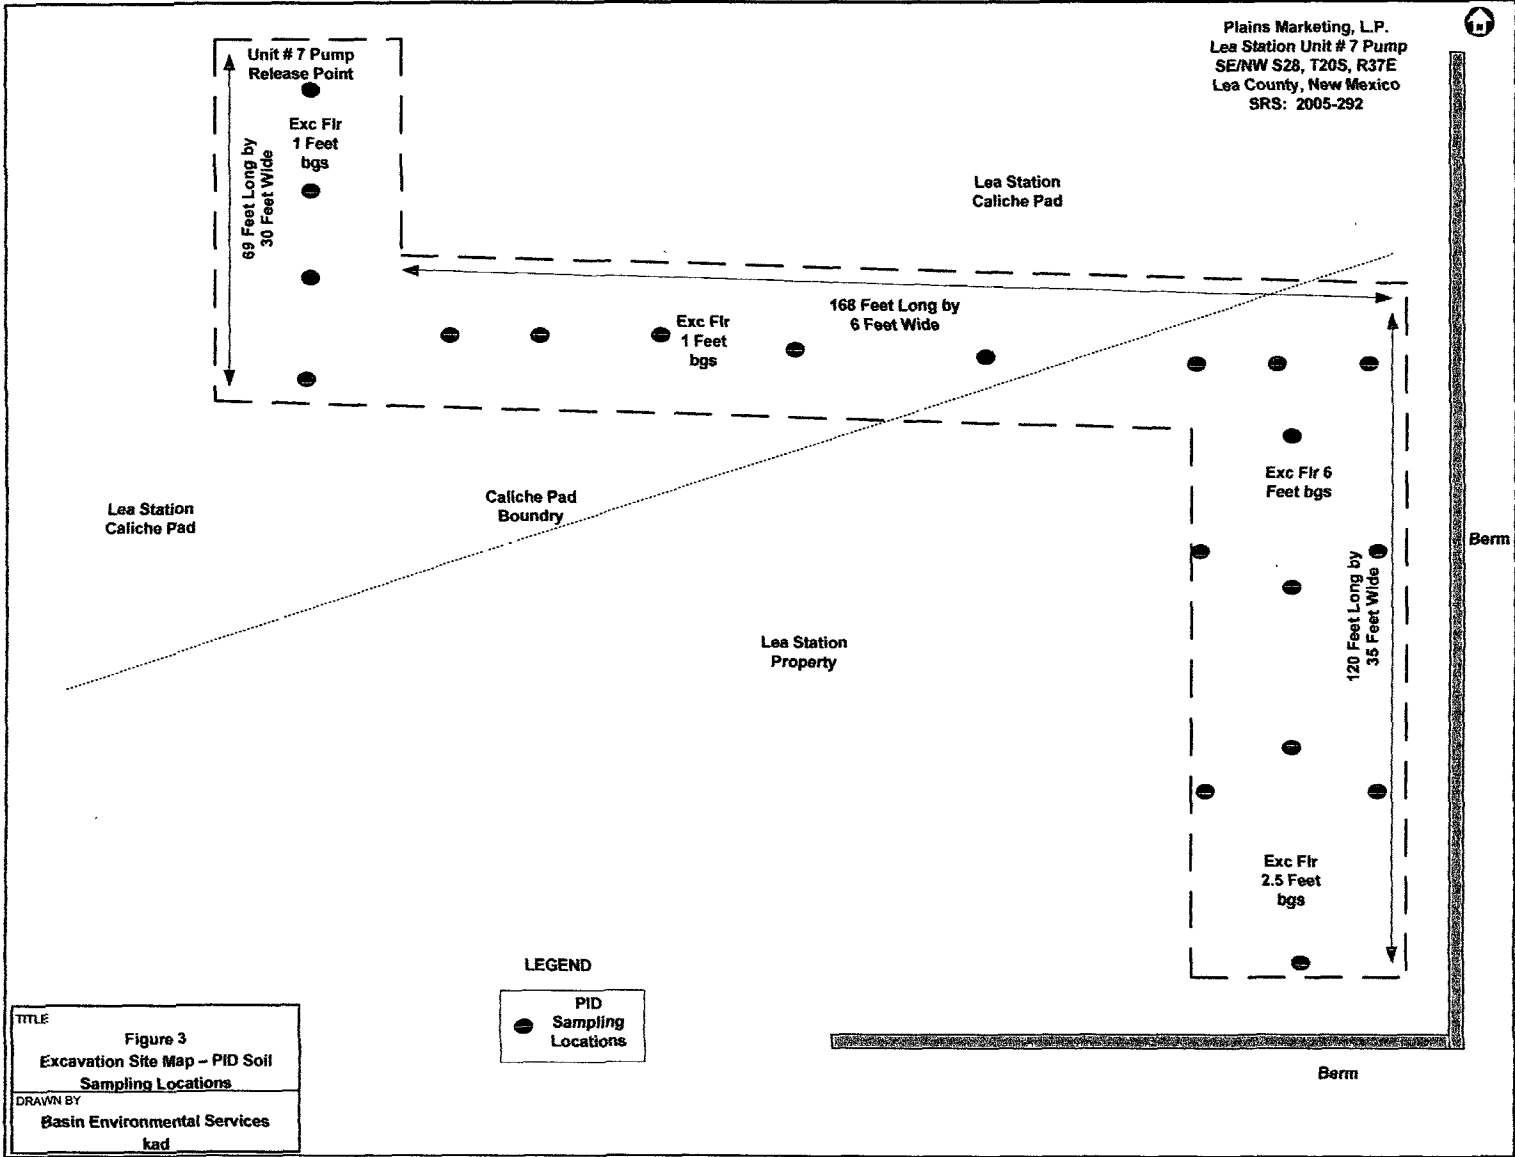 Plains Marketing, L.P.
Lea Station Unit # 7 Pump
SE/NW S28, T20S, R37E
Lea County, New Mexico
SRS: 2005-292
Unit # 7 Pump
Release Point
Exc Flr
1 Feet
bgs
69 Feet Long by
30 Feet Wide
Lea Station
Caliche Pad
168 Feet Long by
6 Feet Wide
Exc Flr
1 Feet
bgs
Exc Flr 6
Feet bgs
Lea Station
Caliche Pad
Caliche Pad
Boundry
Berm
120 Feet Long by
35 Feet Wide
Lea Station
Property
Exc Flr
2.5 Feet
bgs
LEGEND
PID
Sampling
Locations
Berm
TITLE
Figure 3
Excavation Site Map – PID Soil
Sampling Locations
DRAWN BY
Basin Environmental Services
kad